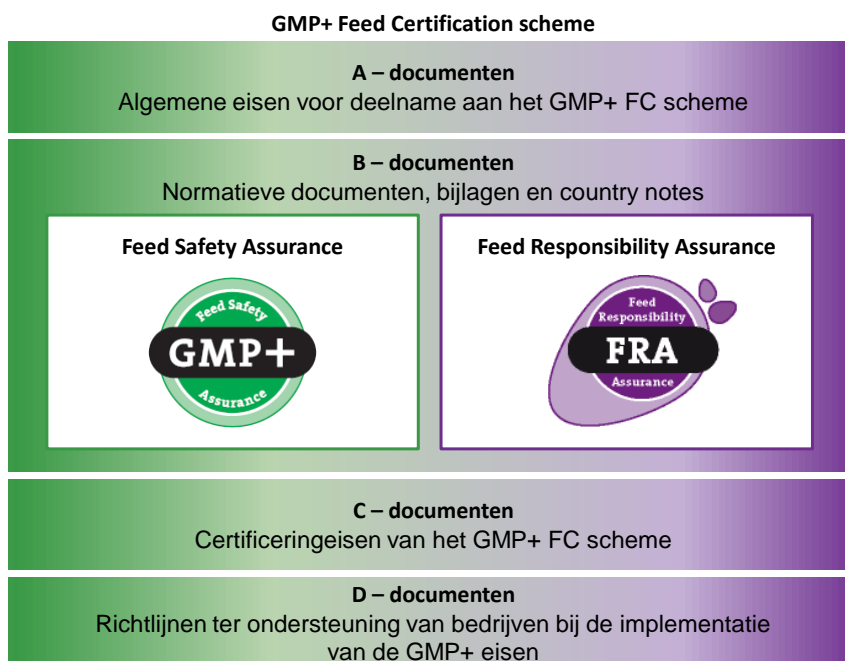 GMP+ Feed Certification scheme
A – documenten
Algemene eisen voor deelname aan het GMP+ FC scheme
B – documenten
Normatieve documenten, bijlagen en country notes
Feed Safety Assurance
Feed Safety
GMP+
Assurance
Feed Responsibility Assurance
Feed
Responsibility
FRA
Assurance
C – documenten
Certificeringeisen van het GMP+ FC scheme
D – documenten
Richtlijnen ter ondersteuning van bedrijven bij de implementatie
van de GMP+ eisen